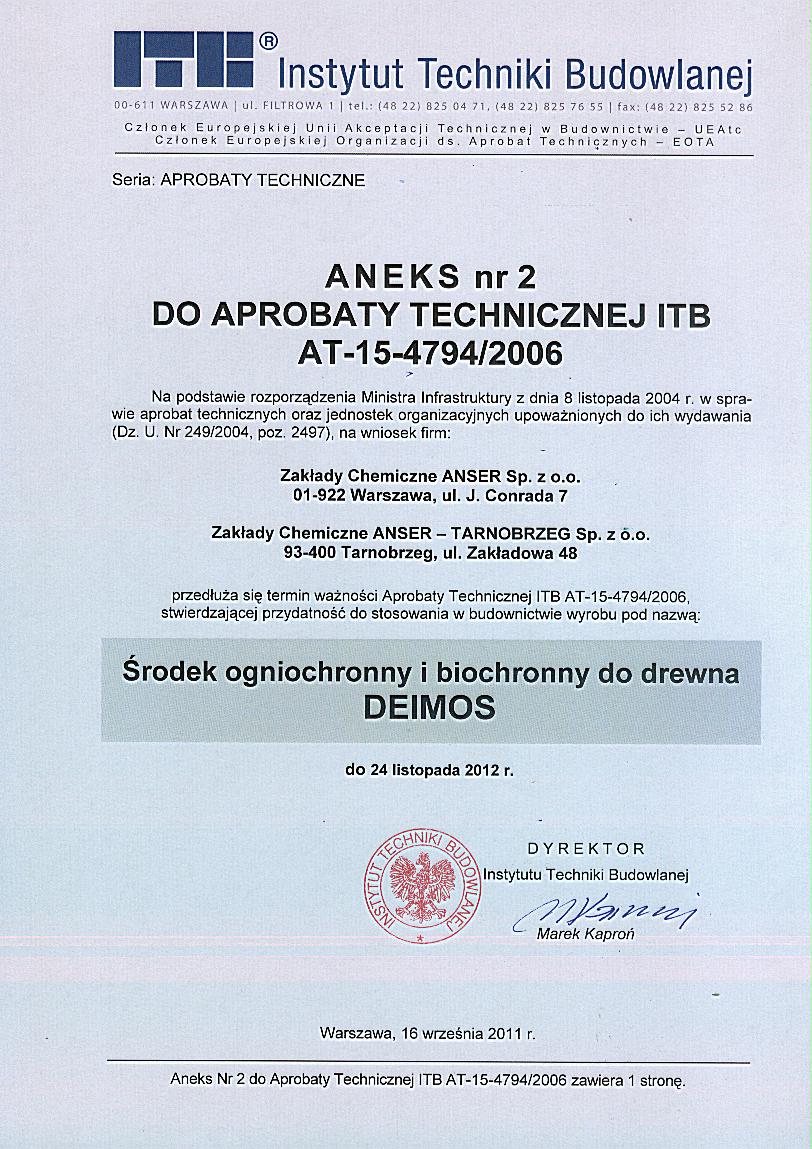 ITB ®
Instytut Techniki Budowlanej
00-611 WARSZAWA | ul. FILTROWA 1 | tel.: (48 22) 825 04 71, (48 22) 825 76 55 | fax: (48 22) 825 52 86
Członek Europejskiej Unii Akceptacji Technicznej w Budownictwie – UEAtc
Członek Europejskiej Organizacji ds. Aprobat Technicznych – EOTA
Seria: APROBATY TECHNICZNE
ANEKS nr 2
DO APROBATY TECHNICZNEJ ITB
AT-15-4794/2006
Na podstawie rozporządzenia Ministra Infrastruktury z dnia 8 listopada 2004 r. w spra-
wie aprobat technicznych oraz jednostek organizacyjnych upoważnionych do ich wydawania
(Dz. U. Nr 249/2004, poz. 2497), na wniosek firm:
Zakłady Chemiczne ANSER Sp. z o.o.
01-922 Warszawa, ul. J. Conrada 7
Zakłady Chemiczne ANSER – TARNOBRZEG Sp. z o.o.
93-400 Tarnobrzeg, ul. Zakładowa 48
przedłuża się termin ważności Aprobaty Technicznej ITB AT-15-4794/2006,
stwierdzającej przydatność do stosowania w budownictwie wyrobu pod nazwą:
Środek ogniochronny i biochronny do drewna
DEIMOS
do 24 listopada 2012 r.
INSTYTUT TECHNIKI BUDOWLANEJ *
DYREKTOR
Instytutu Techniki Budowlanej
Marek Kaproń
Warszawa, 16 września 2011 r.
Aneks Nr 2 do Aprobaty Technicznej ITB AT-15-4794/2006 zawiera 1 stronę.